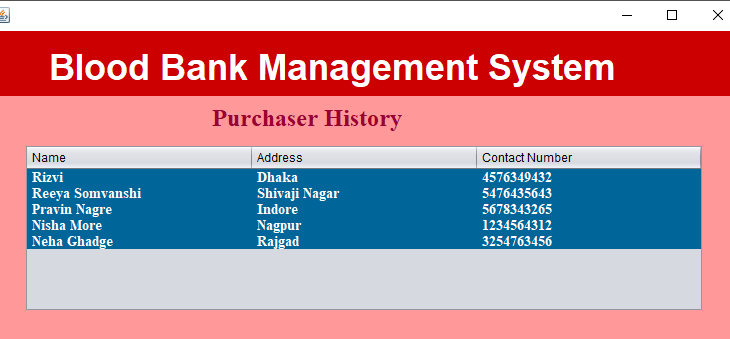 Blood Bank Management System
Purchaser History
Name Address Contact Number
Rizvi Dhaka 4576349432
Reeya Somvanshi Shivaji Nagar 5476435643
Pravin Nagre Indore 5678343265
Nisha More Nagpur 1234564312
Neha Ghadge Rajgad 3254763456